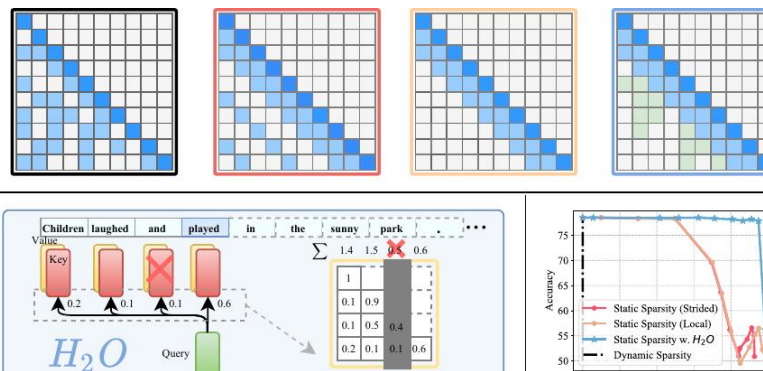 Children laughed and played in the sunny park . •••
Value
Key
Σ 1.4 1.5 0.5 0.6
0.2 0.1 0.1 0.6
1
0.1 0.9
0.1 0.5 0.4
0.2 0.1 0.1 0.6
Query
H₂O
Accuracy
75
70
65
60
55
50
Static Sparsity (Strided)
Static Sparsity (Local)
Static Sparsity w. H₂O
Dynamic Sparsity